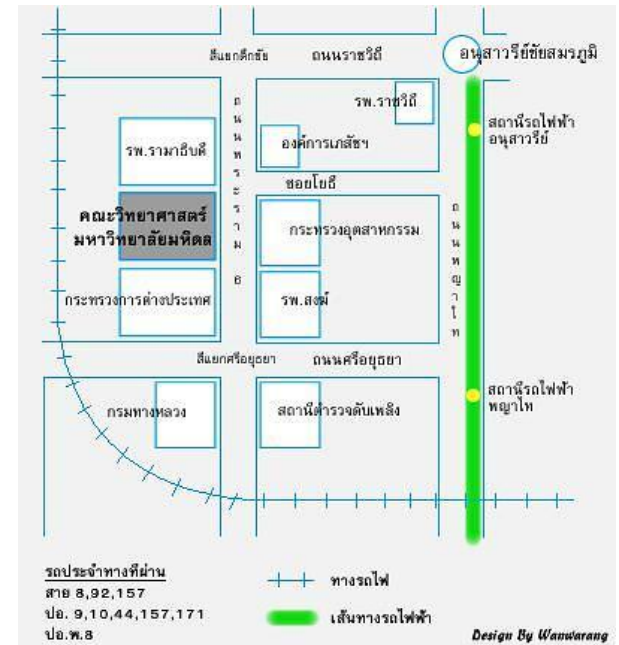 สี่แยกตึกชัย
ถนนราชวิถี
อนุสาวรีย์ชัยสมรภูมิ
รพ.ราชวิถี
สถานีรถไฟฟ้า
อนุสาวรีย์
ถนนพระราม 6
องค์การเภสัชฯ
รพ.รามาธิบดี
ซอยโยธี
คณะวิทยาศาสตร์
มหาวิทยาลัยมหิดล
กระทรวงอุตสาหกรรม
ถนนพญาไท
กระทรวงการต่างประเทศ
รพ.สงฆ์
สี่แยกศรีอยุธยา
ถนนศรีอยุธยา
สถานีรถไฟฟ้า
พญาไท
กรมทางหลวง
สถานีตำรวจดับเพลิง
รถประจำทางที่ผ่าน
สาย 8,92,157
ปอ. 9,10,44,157,171
ปอ.พ.8
ทางรถไฟ
เส้นทางรถไฟฟ้า
Design By Wanwarang